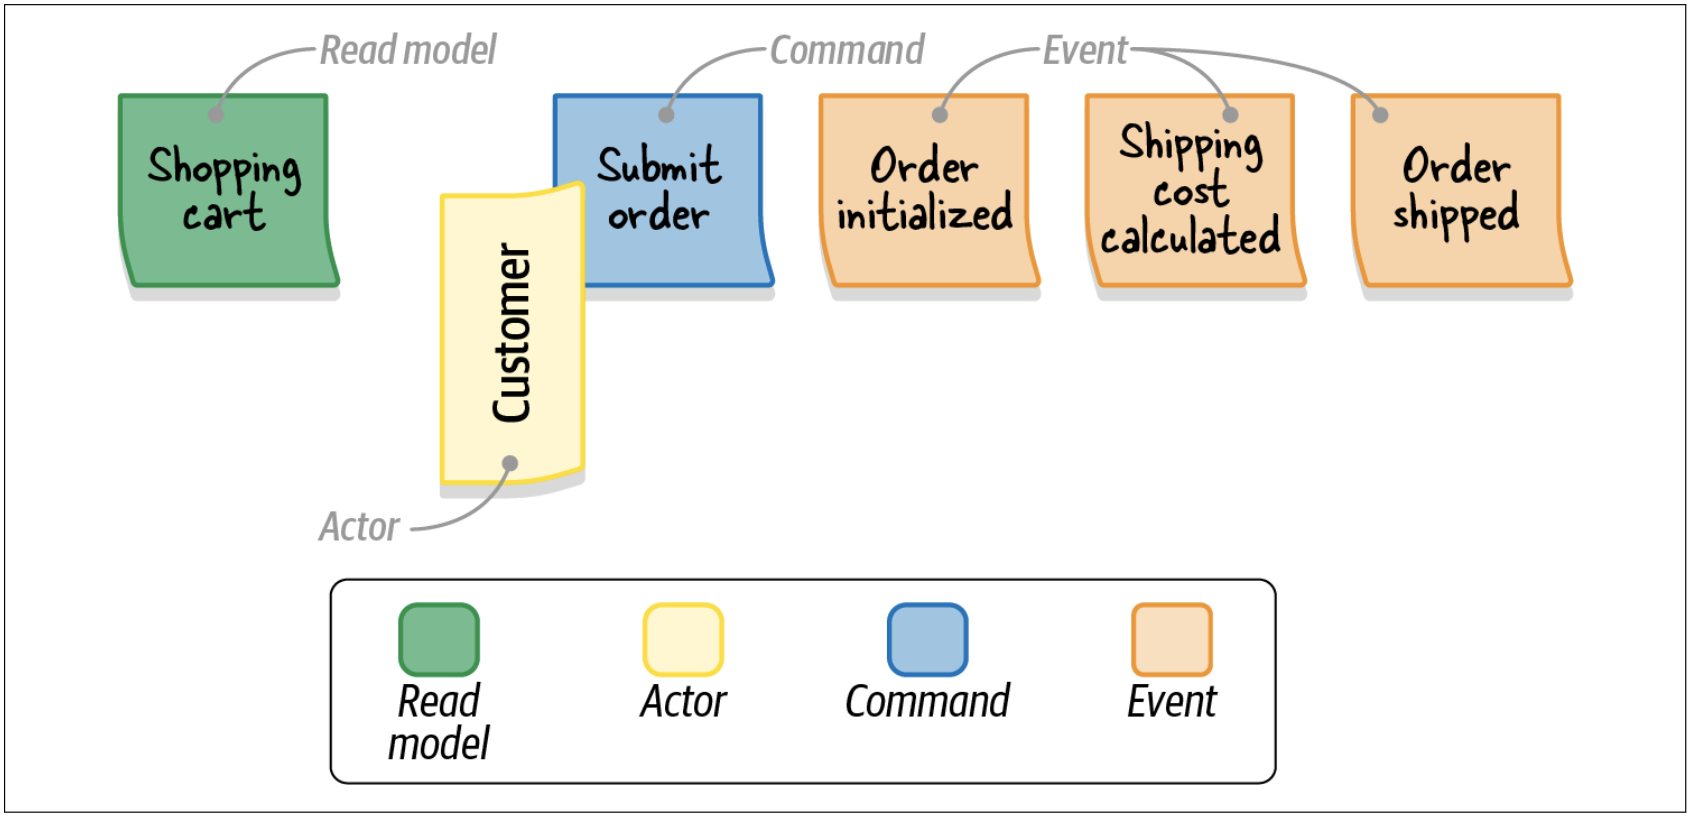 Read model
Command
Event
Shopping
cart
Submit
order
Order
initialized
Shipping
cost
calculated
Order
shipped
Customer
Actor
Read
model
Actor
Command
Event